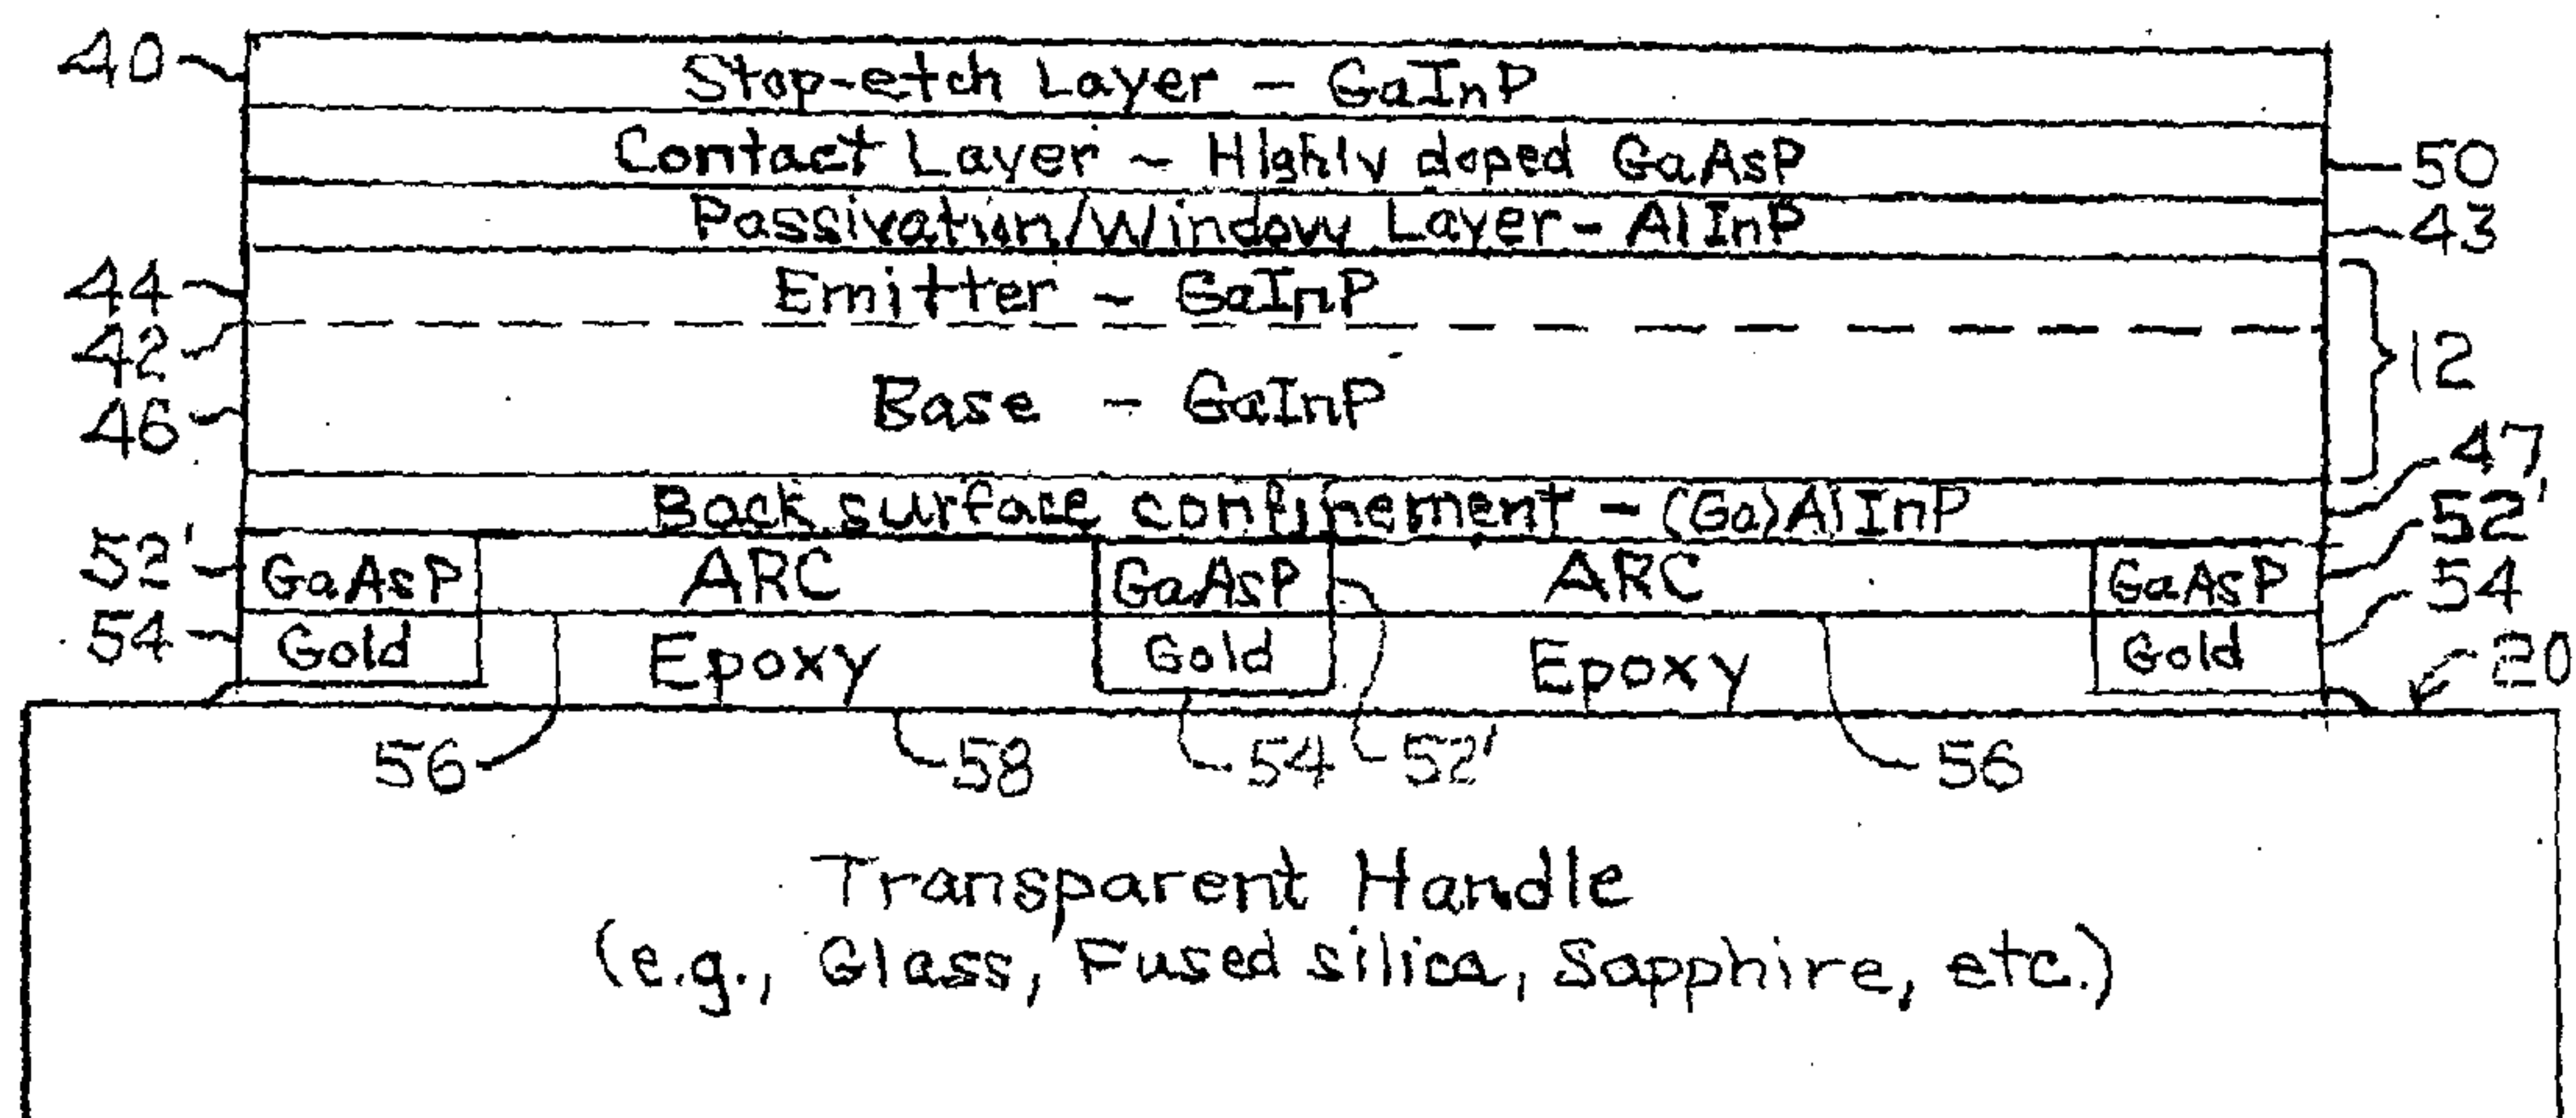 40 Stop-etch Layer - GaInP
Contact Layer - Highly doped GaAsP 50
Passivation/Window Layer - AlInP 43
44 Emitter - GaInP
42 12
46 Base - GaInP
47
Back surface confinement - (Ga)AlInP
52' GaAsP ARC GaAsP ARC GaAsP 52'
54 Gold Epoxy Gold Epoxy Gold 54
20
56 58 54 52' 56
Transparent Handle
(e.g., Glass, Fused silica, Sapphire, etc.)